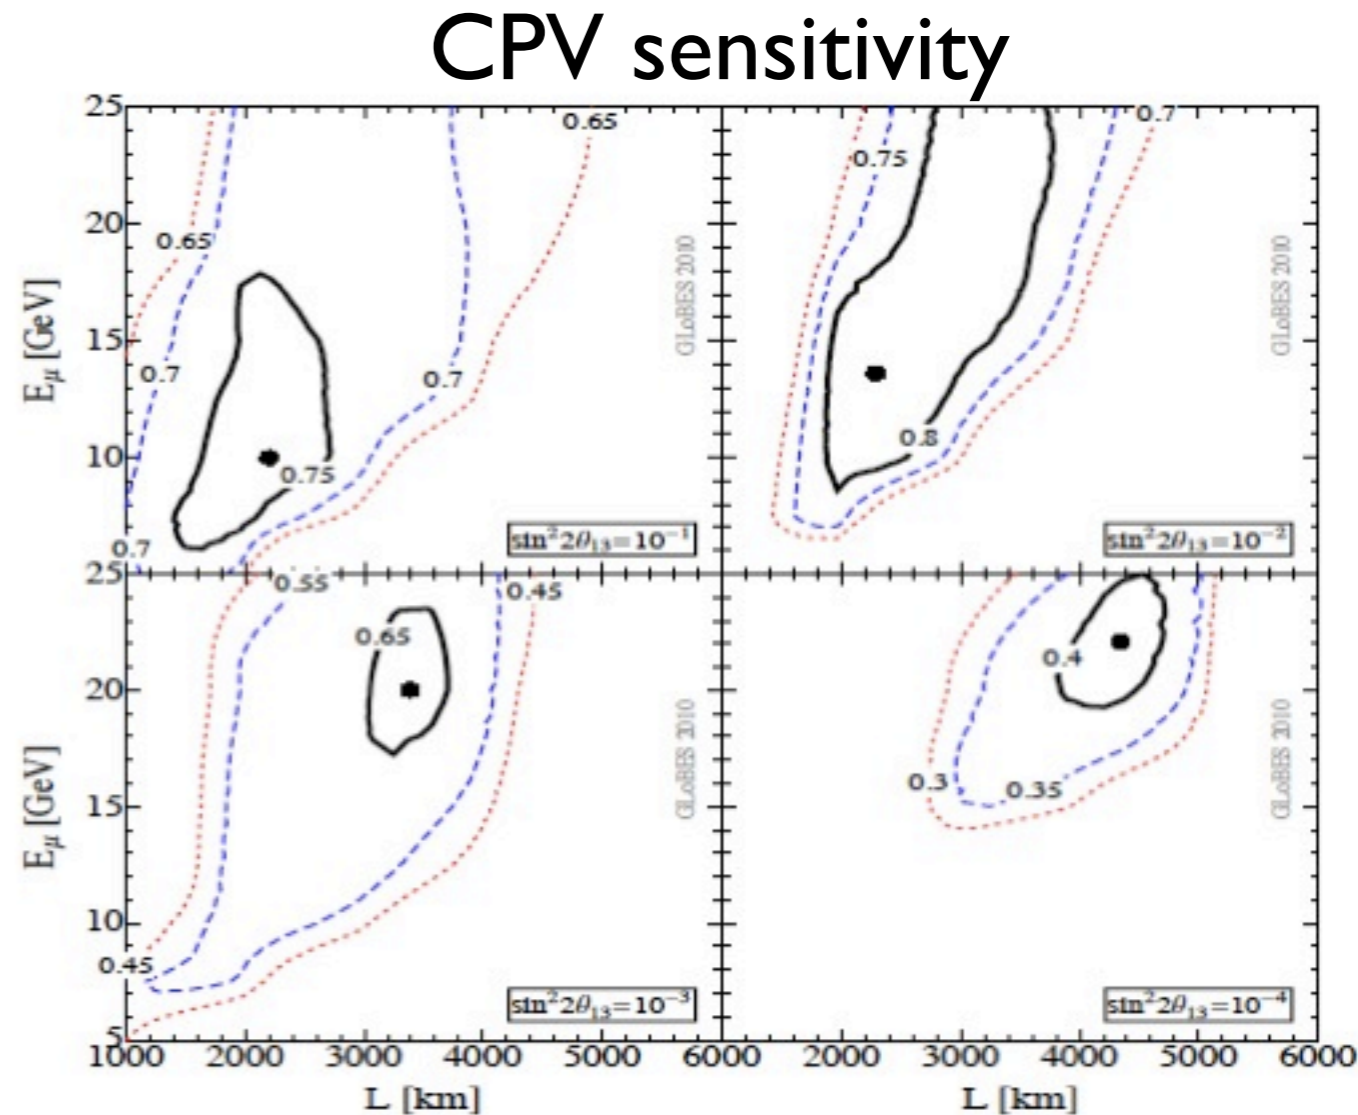 CPV sensitivity
25
20
15
10
E_μ [GeV]
0.65
0.65
0.7
0.7
0.75
0.7
sin²2θ₁₃=10⁻¹
0.75
0.7
0.8
GLoBES 2010
sin²2θ₁₃=10⁻²
25
20
15
10
5
E_μ [GeV]
0.55
0.45
0.65
0.45
GLoBES 2010
sin²2θ₁₃=10⁻³
0.4
0.3
0.35
GLoBES 2010
sin²2θ₁₃=10⁻⁴
1000 2000 3000 4000 5000 6000 2000 3000 4000 5000 6000
L [km] L [km]